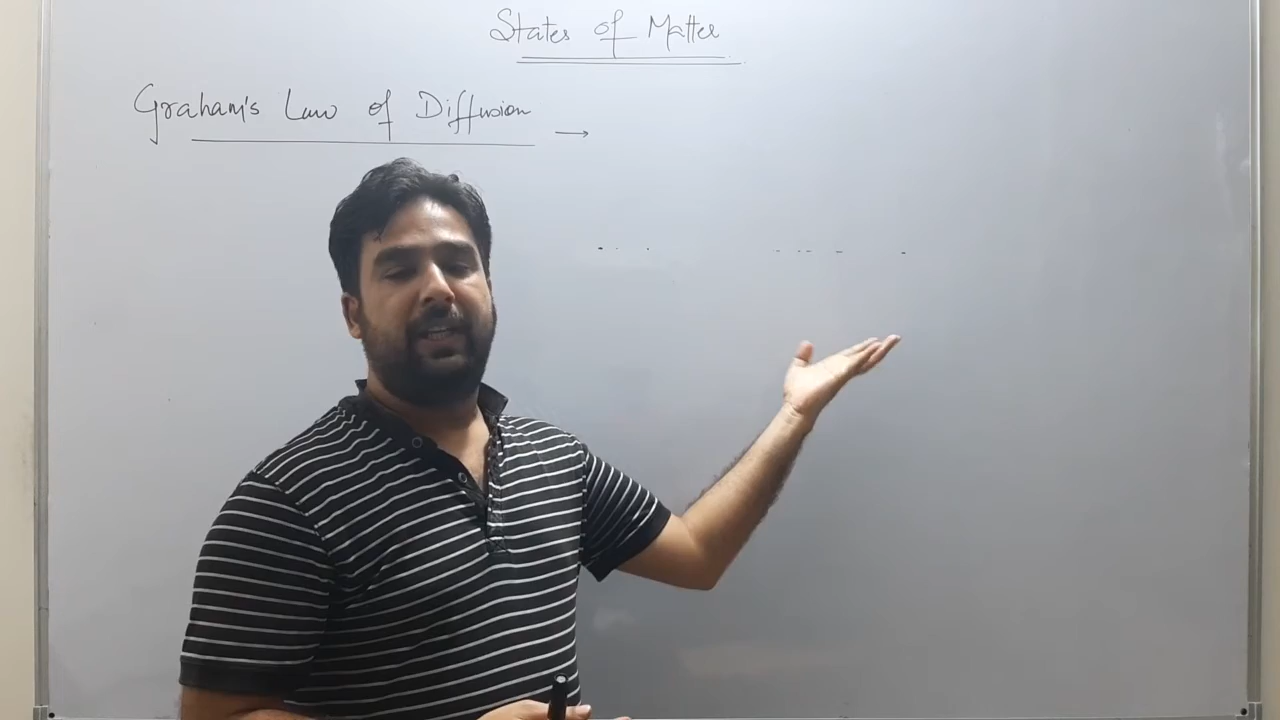 States of Matter
Graham's Law of Diffusion →